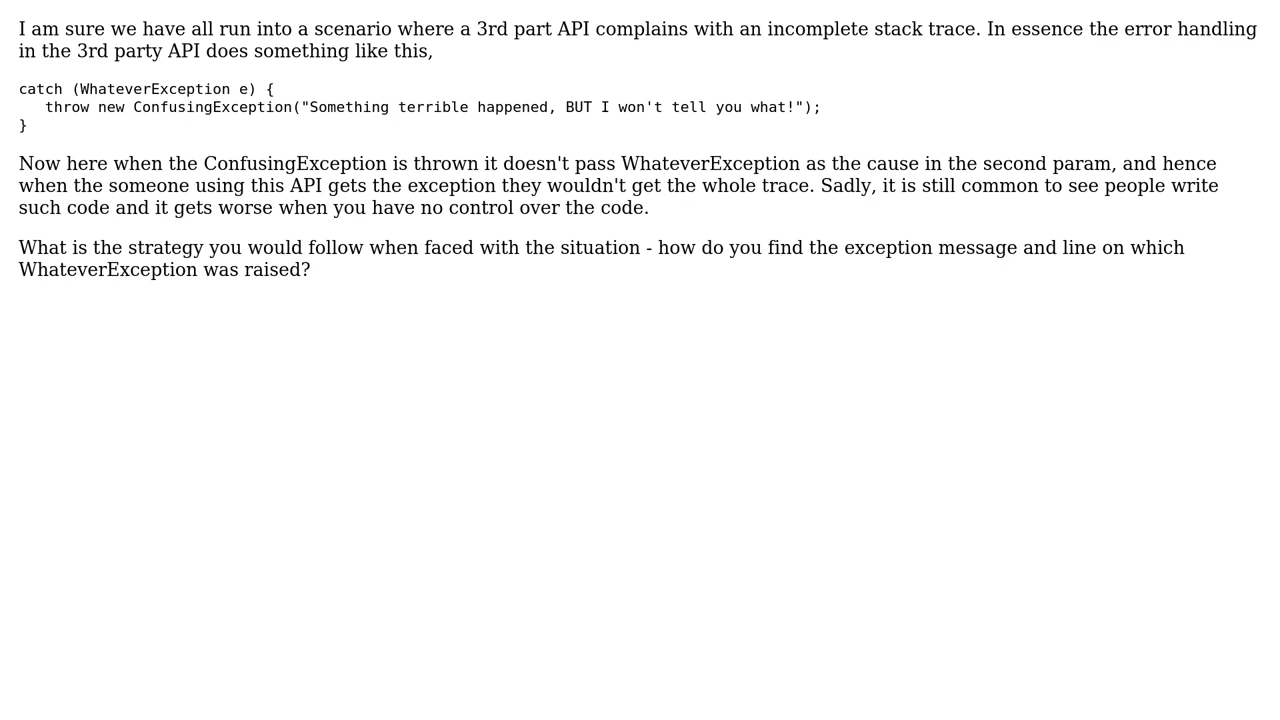 I am sure we have all run into a scenario where a 3rd part API complains with an incomplete stack trace. In essence the error handling
in the 3rd party API does something like this,
catch (WhateverException e) {
   throw new ConfusingException("Something terrible happened, BUT I won't tell you what!");
}
Now here when the ConfusingException is thrown it doesn't pass WhateverException as the cause in the second param, and hence
when the someone using this API gets the exception they wouldn't get the whole trace. Sadly, it is still common to see people write
such code and it gets worse when you have no control over the code.
What is the strategy you would follow when faced with the situation - how do you find the exception message and line on which
WhateverException was raised?